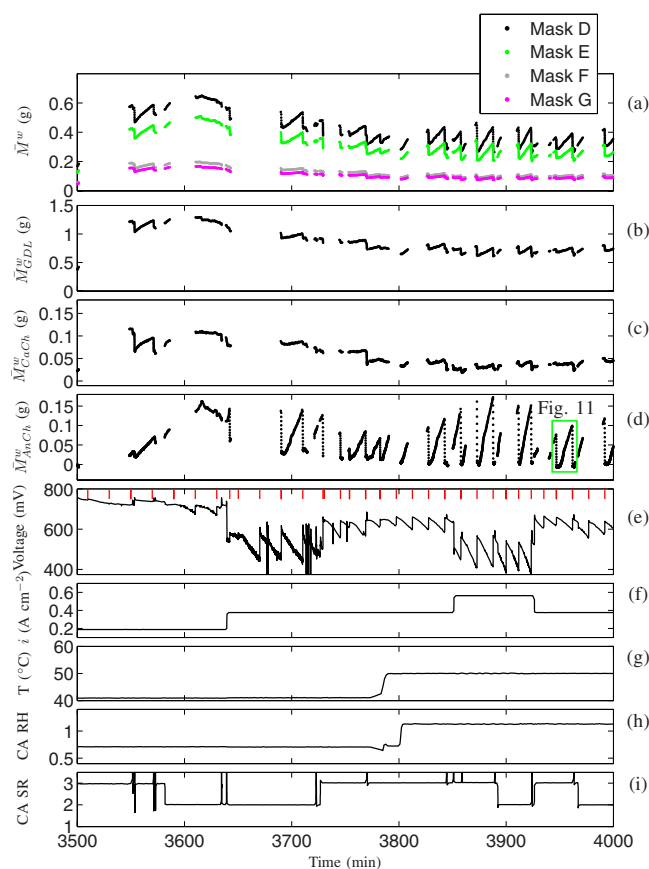 Mask D
Mask E
Mask F
Mask G
(a)
M̄ʷ (g)
0.6
0.4
0.2
0
(b)
M̄ʷ_GDL (g)
1.5
1
0.5
0
(c)
M̄ʷ_CaCh (g)
0.1
0.05
0
Fig. 11
(d)
M̄ʷ_AnCh (g)
0.15
0.1
0.05
0
(e)
Voltage (mV)
800
600
400
(f)
i (A cm⁻²)
0.6
0.4
0.2
(g)
T (°C)
60
50
40
(h)
CA RH
1
0.5
(i)
CA SR
3
2
1
3500 3600 3700 3800 3900 4000
Time (min)